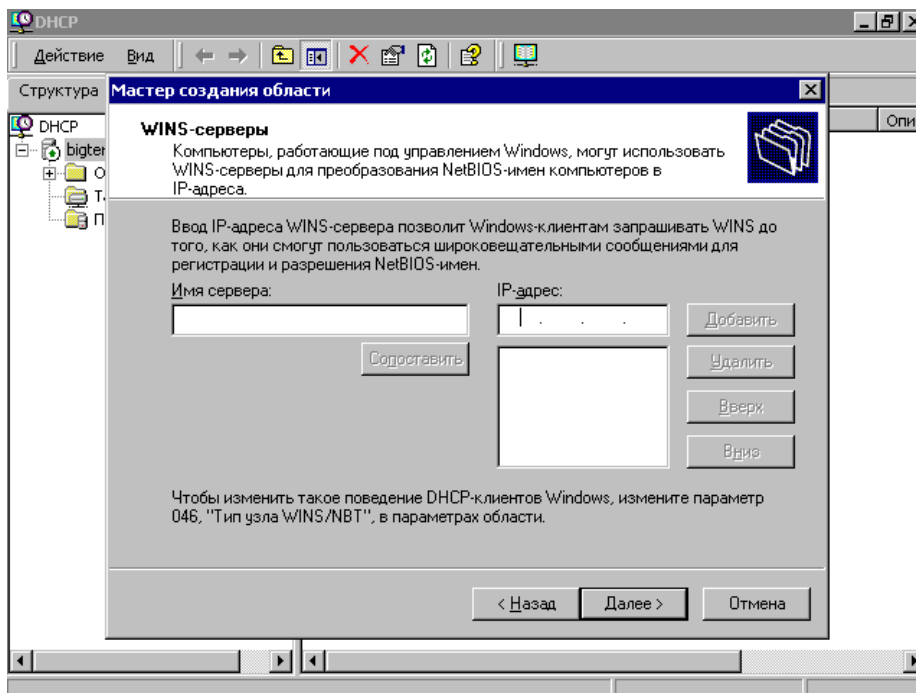 DHCP
Действие Вид
Структура
Мастер создания области
WINS-серверы
Компьютеры, работающие под управлением Windows, могут использовать
WINS-серверы для преобразования NetBIOS-имен компьютеров в
IP-адреса.
DHCP
bigter
Опи
Ввод IP-адреса WINS-сервера позволит Windows-клиентам запрашивать WINS до
того, как они смогут пользоваться широковещательными сообщениями для
регистрации и разрешения NetBIOS-имен.
Имя сервера:
IP-адрес:
Добавить
Сопоставить
Удалить
Вверх
Вниз
Чтобы изменить такое поведение DHCP-клиентов Windows, измените параметр
046, "Тип узла WINS/NBT", в параметрах области.
< Назад Далее > Отмена